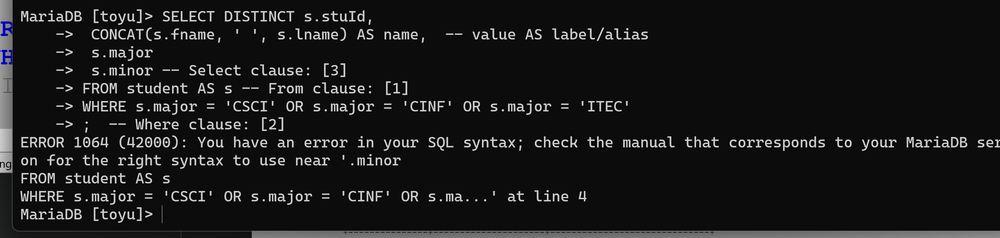 MariaDB [toyu]> SELECT DISTINCT s.stuId,
    ->  CONCAT(s.fname, ' ', s.lname) AS name,  -- value AS label/alias
    ->  s.major
    ->  s.minor -- Select clause: [3]
    -> FROM student AS s -- From clause: [1]
    -> WHERE s.major = 'CSCI' OR s.major = 'CINF' OR s.major = 'ITEC'
    -> ;  -- Where clause: [2]
ERROR 1064 (42000): You have an error in your SQL syntax; check the manual that corresponds to your MariaDB ser
on for the right syntax to use near '.minor
FROM student AS s
WHERE s.major = 'CSCI' OR s.major = 'CINF' OR s.ma...' at line 4
MariaDB [toyu]>
ng